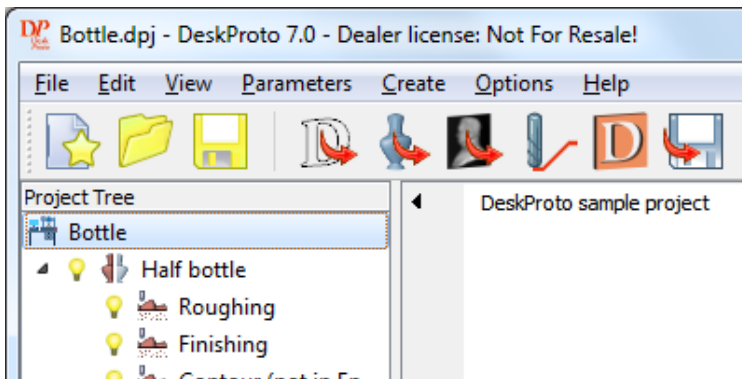 Bottle.dpj - DeskProto 7.0 - Dealer license: Not For Resale!
File Edit View Parameters Create Options Help
Project Tree
DeskProto sample project
Bottle
Half bottle
Roughing
Finishing